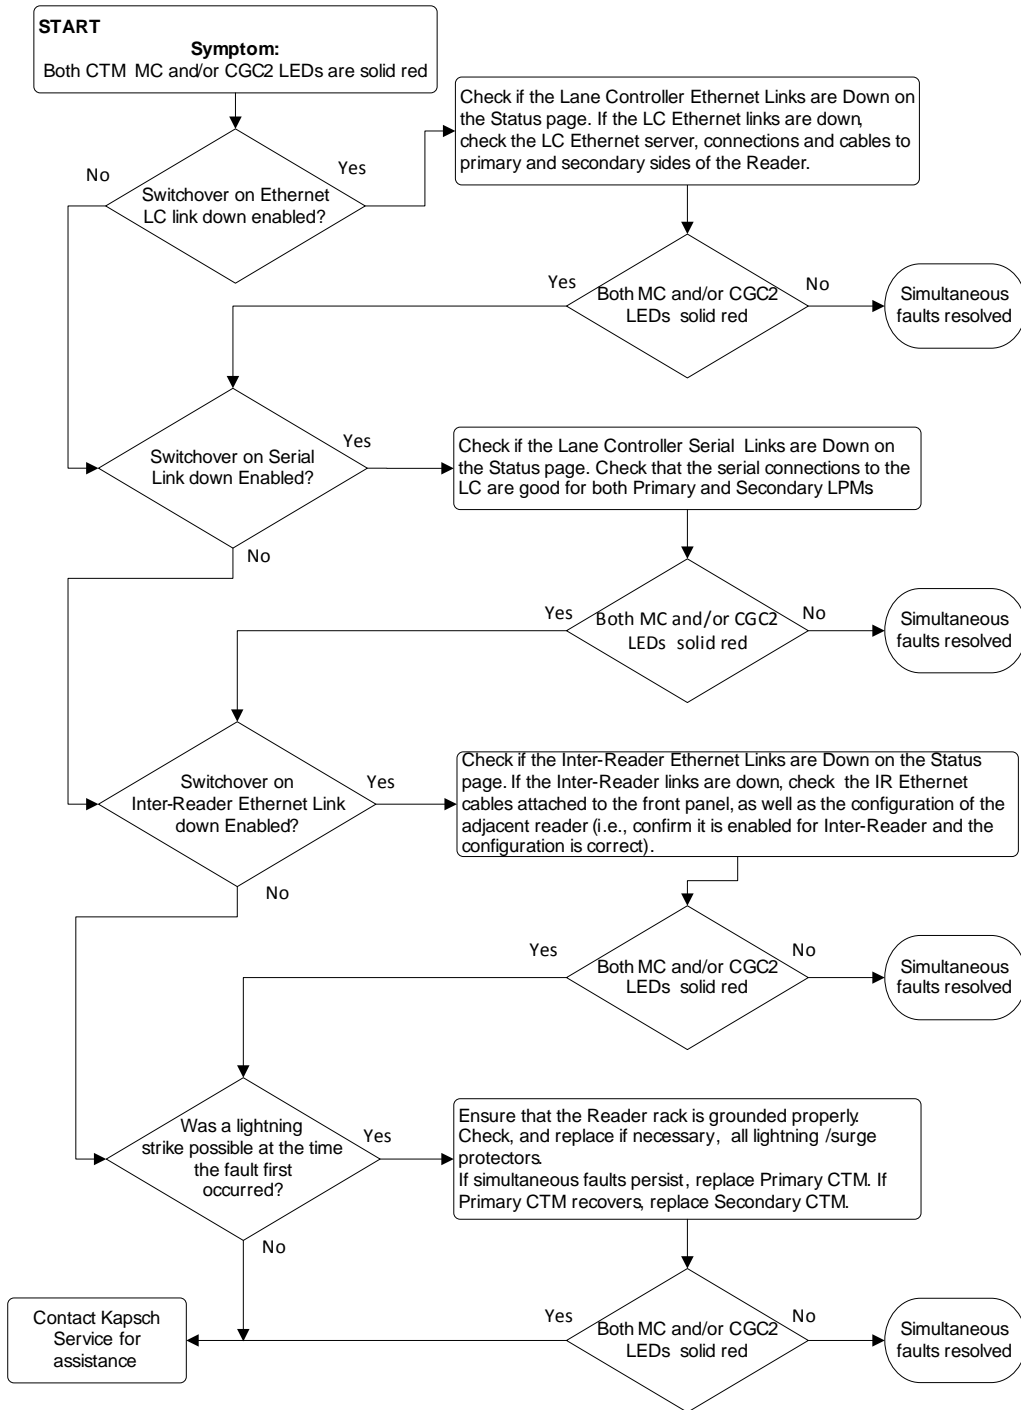 START
Symptom:
Both CTM MC and/or CGC2 LEDs are solid red
Check if the Lane Controller Ethernet Links are Down on
the Status page. If the LC Ethernet links are down,
check the LC Ethernet server, connections and cables to
primary and secondary sides of the Reader.
No
Yes
Switchover on Ethernet
LC link down enabled?
Yes
No
Both MC and/or CGC2
LEDs solid red
Simultaneous
faults resolved
Switchover on Serial
Link down Enabled?
Yes
No
Check if the Lane Controller Serial Links are Down on
the Status page. Check that the serial connections to the
LC are good for both Primary and Secondary LPMs
Yes
No
Both MC and/or CGC2
LEDs solid red
Simultaneous
faults resolved
Switchover on
Inter-Reader Ethernet Link
down Enabled?
Yes
No
Check if the Inter-Reader Ethernet Links are Down on the Status
page. If the Inter-Reader links are down, check the IR Ethernet
cables attached to the front panel, as well as the configuration of the
adjacent reader (i.e., confirm it is enabled for Inter-Reader and the
configuration is correct).
Yes
No
Both MC and/or CGC2
LEDs solid red
Simultaneous
faults resolved
Was a lightning
strike possible at the time
the fault first
occurred?
Yes
No
Ensure that the Reader rack is grounded properly.
Check, and replace if necessary, all lightning /surge
protectors.
If simultaneous faults persist, replace Primary CTM. If
Primary CTM recovers, replace Secondary CTM.
Yes
No
Both MC and/or CGC2
LEDs solid red
Simultaneous
faults resolved
Contact Kapsch
Service for
assistance